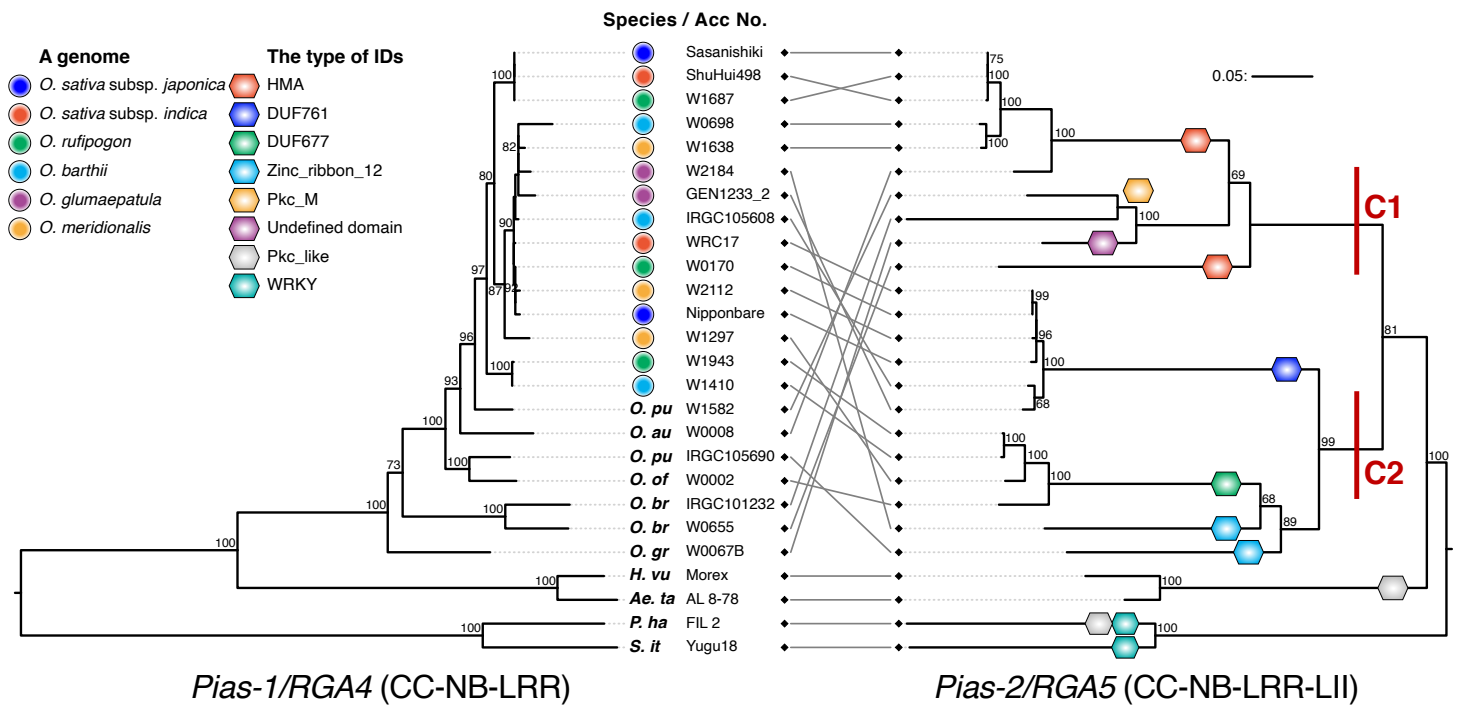 Species / Acc No.
A genome
O. sativa subsp. japonica
O. sativa subsp. indica
O. rufipogon
O. barthii
O. glumaepatula
O. meridionalis
The type of IDs
HMA
DUF761
DUF677
Zinc_ribbon_12
Pkc_M
Undefined domain
Pkc_like
WRKY
100
82
80
90
97
87
92
96
100
93
100
100
73
100
100
100
100
100
Sasanishiki
ShuHui498
W1687
W0698
W1638
W2184
GEN1233_2
IRGC105608
WRC17
W0170
W2112
Nipponbare
W1297
W1943
W1410
O. pu W1582
O. au W0008
O. pu IRGC105690
O. of W0002
O. br IRGC101232
O. br W0655
O. gr W0067B
H. vu Morex
Ae. ta AL 8-78
P. ha FIL 2
S. it Yugu18
0.05:
75
100
100
100
100
69
100
C1
99
96
100
68
81
99
C2
100
100
100
68
89
100
100
100
Pias-1/RGA4 (CC-NB-LRR)
Pias-2/RGA5 (CC-NB-LRR-LII)